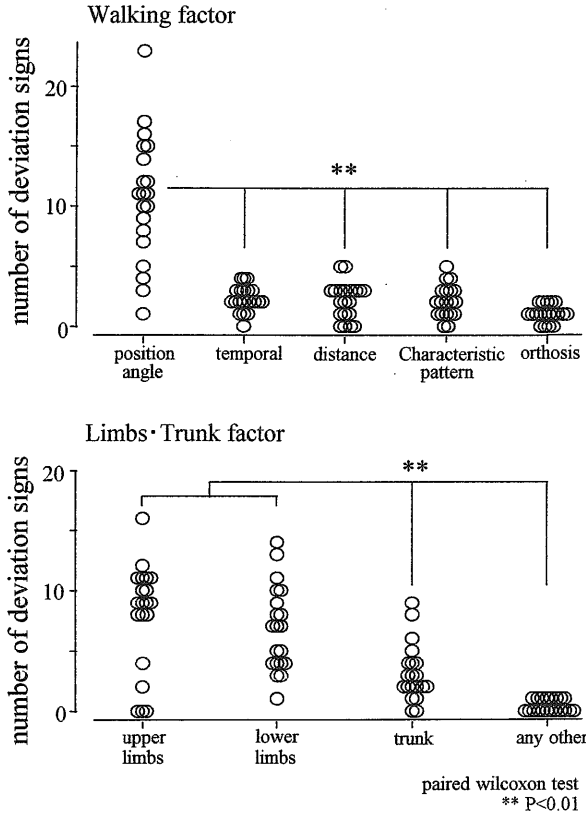 Walking factor
number of deviation signs
20
10
0
**
position
angle
temporal
distance
Characteristic
pattern
orthosis
Limbs·Trunk factor
number of deviation signs
20
10
0
**
upper
limbs
lower
limbs
trunk
any other
paired wilcoxon test
** P<0.01